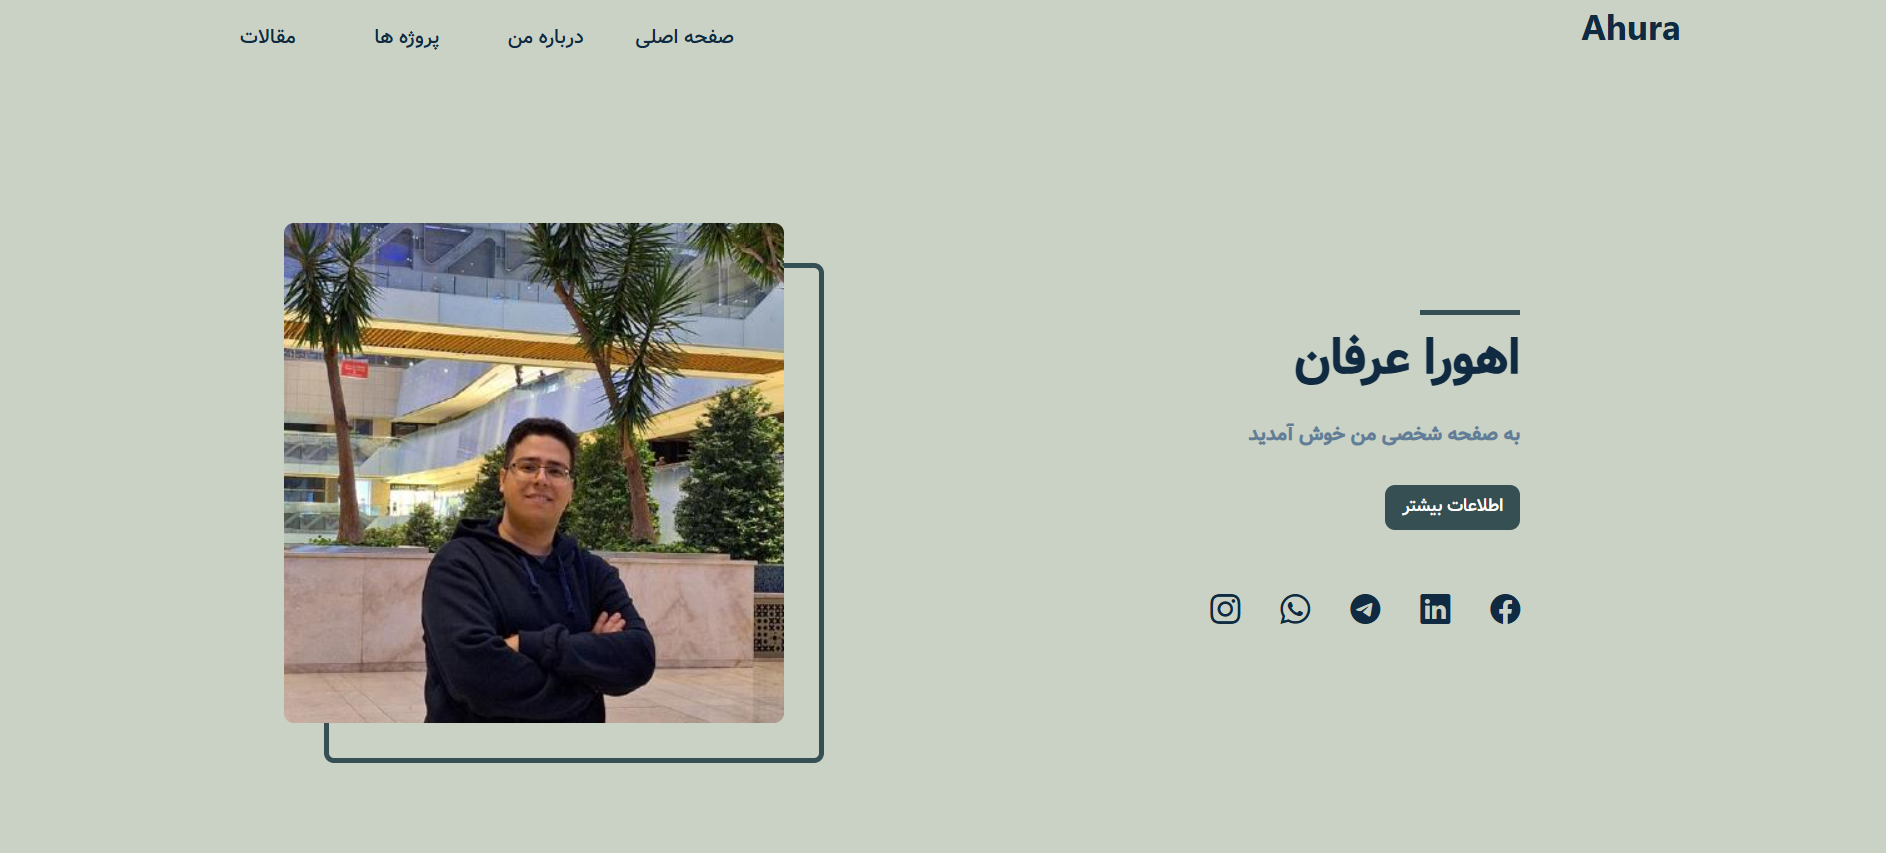 Ahura
صفحه اصلی
درباره من
پروژه ها
مقالات
اهورا عرفان
به صفحه شخصی من خوش آمدید
اطلاعات بیشتر